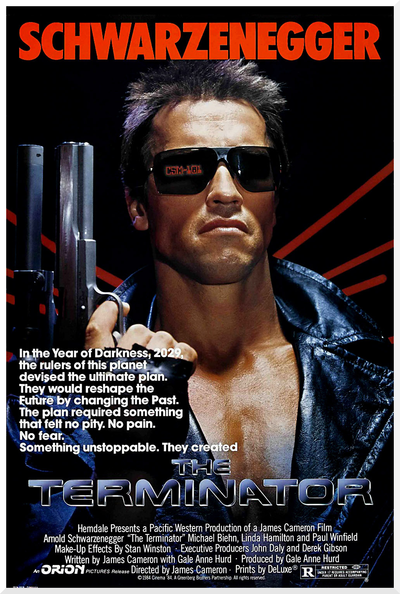 SCHWARZENEGGER
In the Year of Darkness, 2029,
the rulers of this planet
devised the ultimate plan.
They would reshape the
Future by changing the Past.
The plan required something
that felt no pity. No pain.
No fear.
Something unstoppable. They created
THE
TERMINATOR
Hemdale Presents a Pacific Western Production of a James Cameron Film
Arnold Schwarzenegger "The Terminator" Michael Biehn, Linda Hamilton and Paul Winfield
Make-Up Effects By Stan Winston · Executive Producers John Daly and Derek Gibson
Written by James Cameron with Gale Anne Hurd · Produced by Gale Anne Hurd
An ORION PICTURES Release Directed by James Cameron · Prints by DeLuxe®
R RESTRICTED